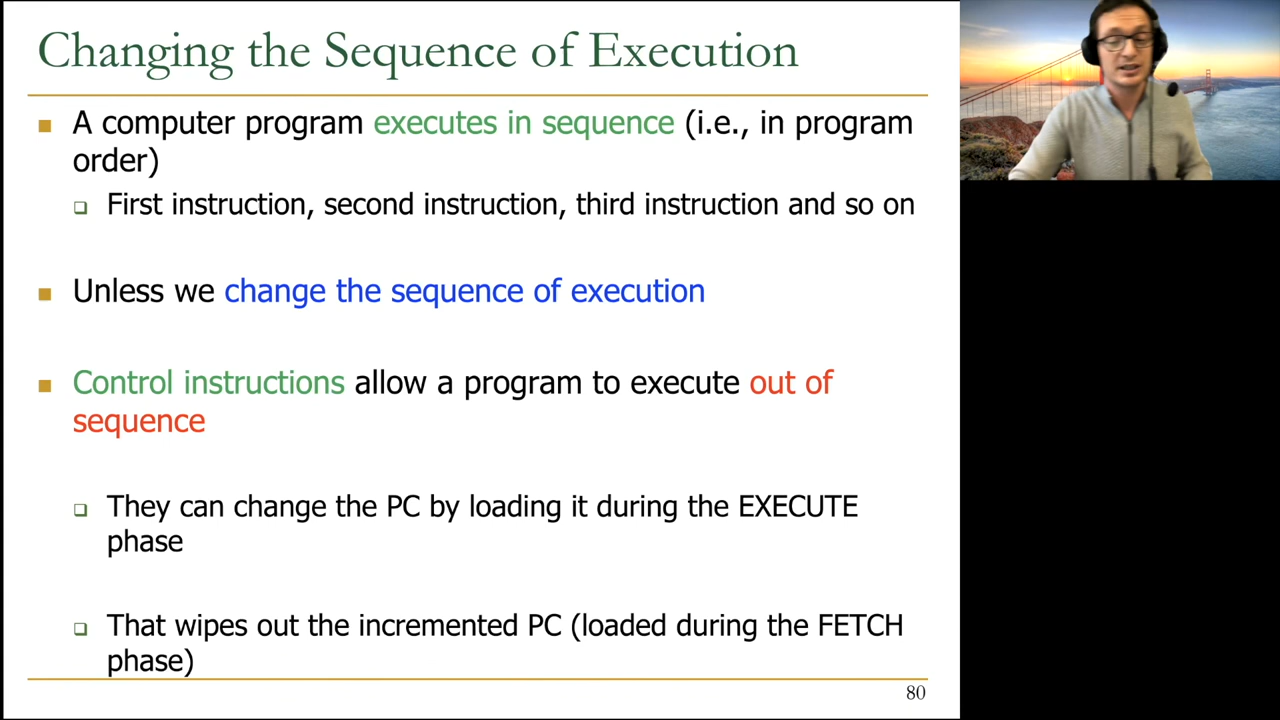 Changing the Sequence of Execution
A computer program executes in sequence (i.e., in program
order)
First instruction, second instruction, third instruction and so on
Unless we change the sequence of execution
Control instructions allow a program to execute out of
sequence
They can change the PC by loading it during the EXECUTE
phase
That wipes out the incremented PC (loaded during the FETCH
phase)
80